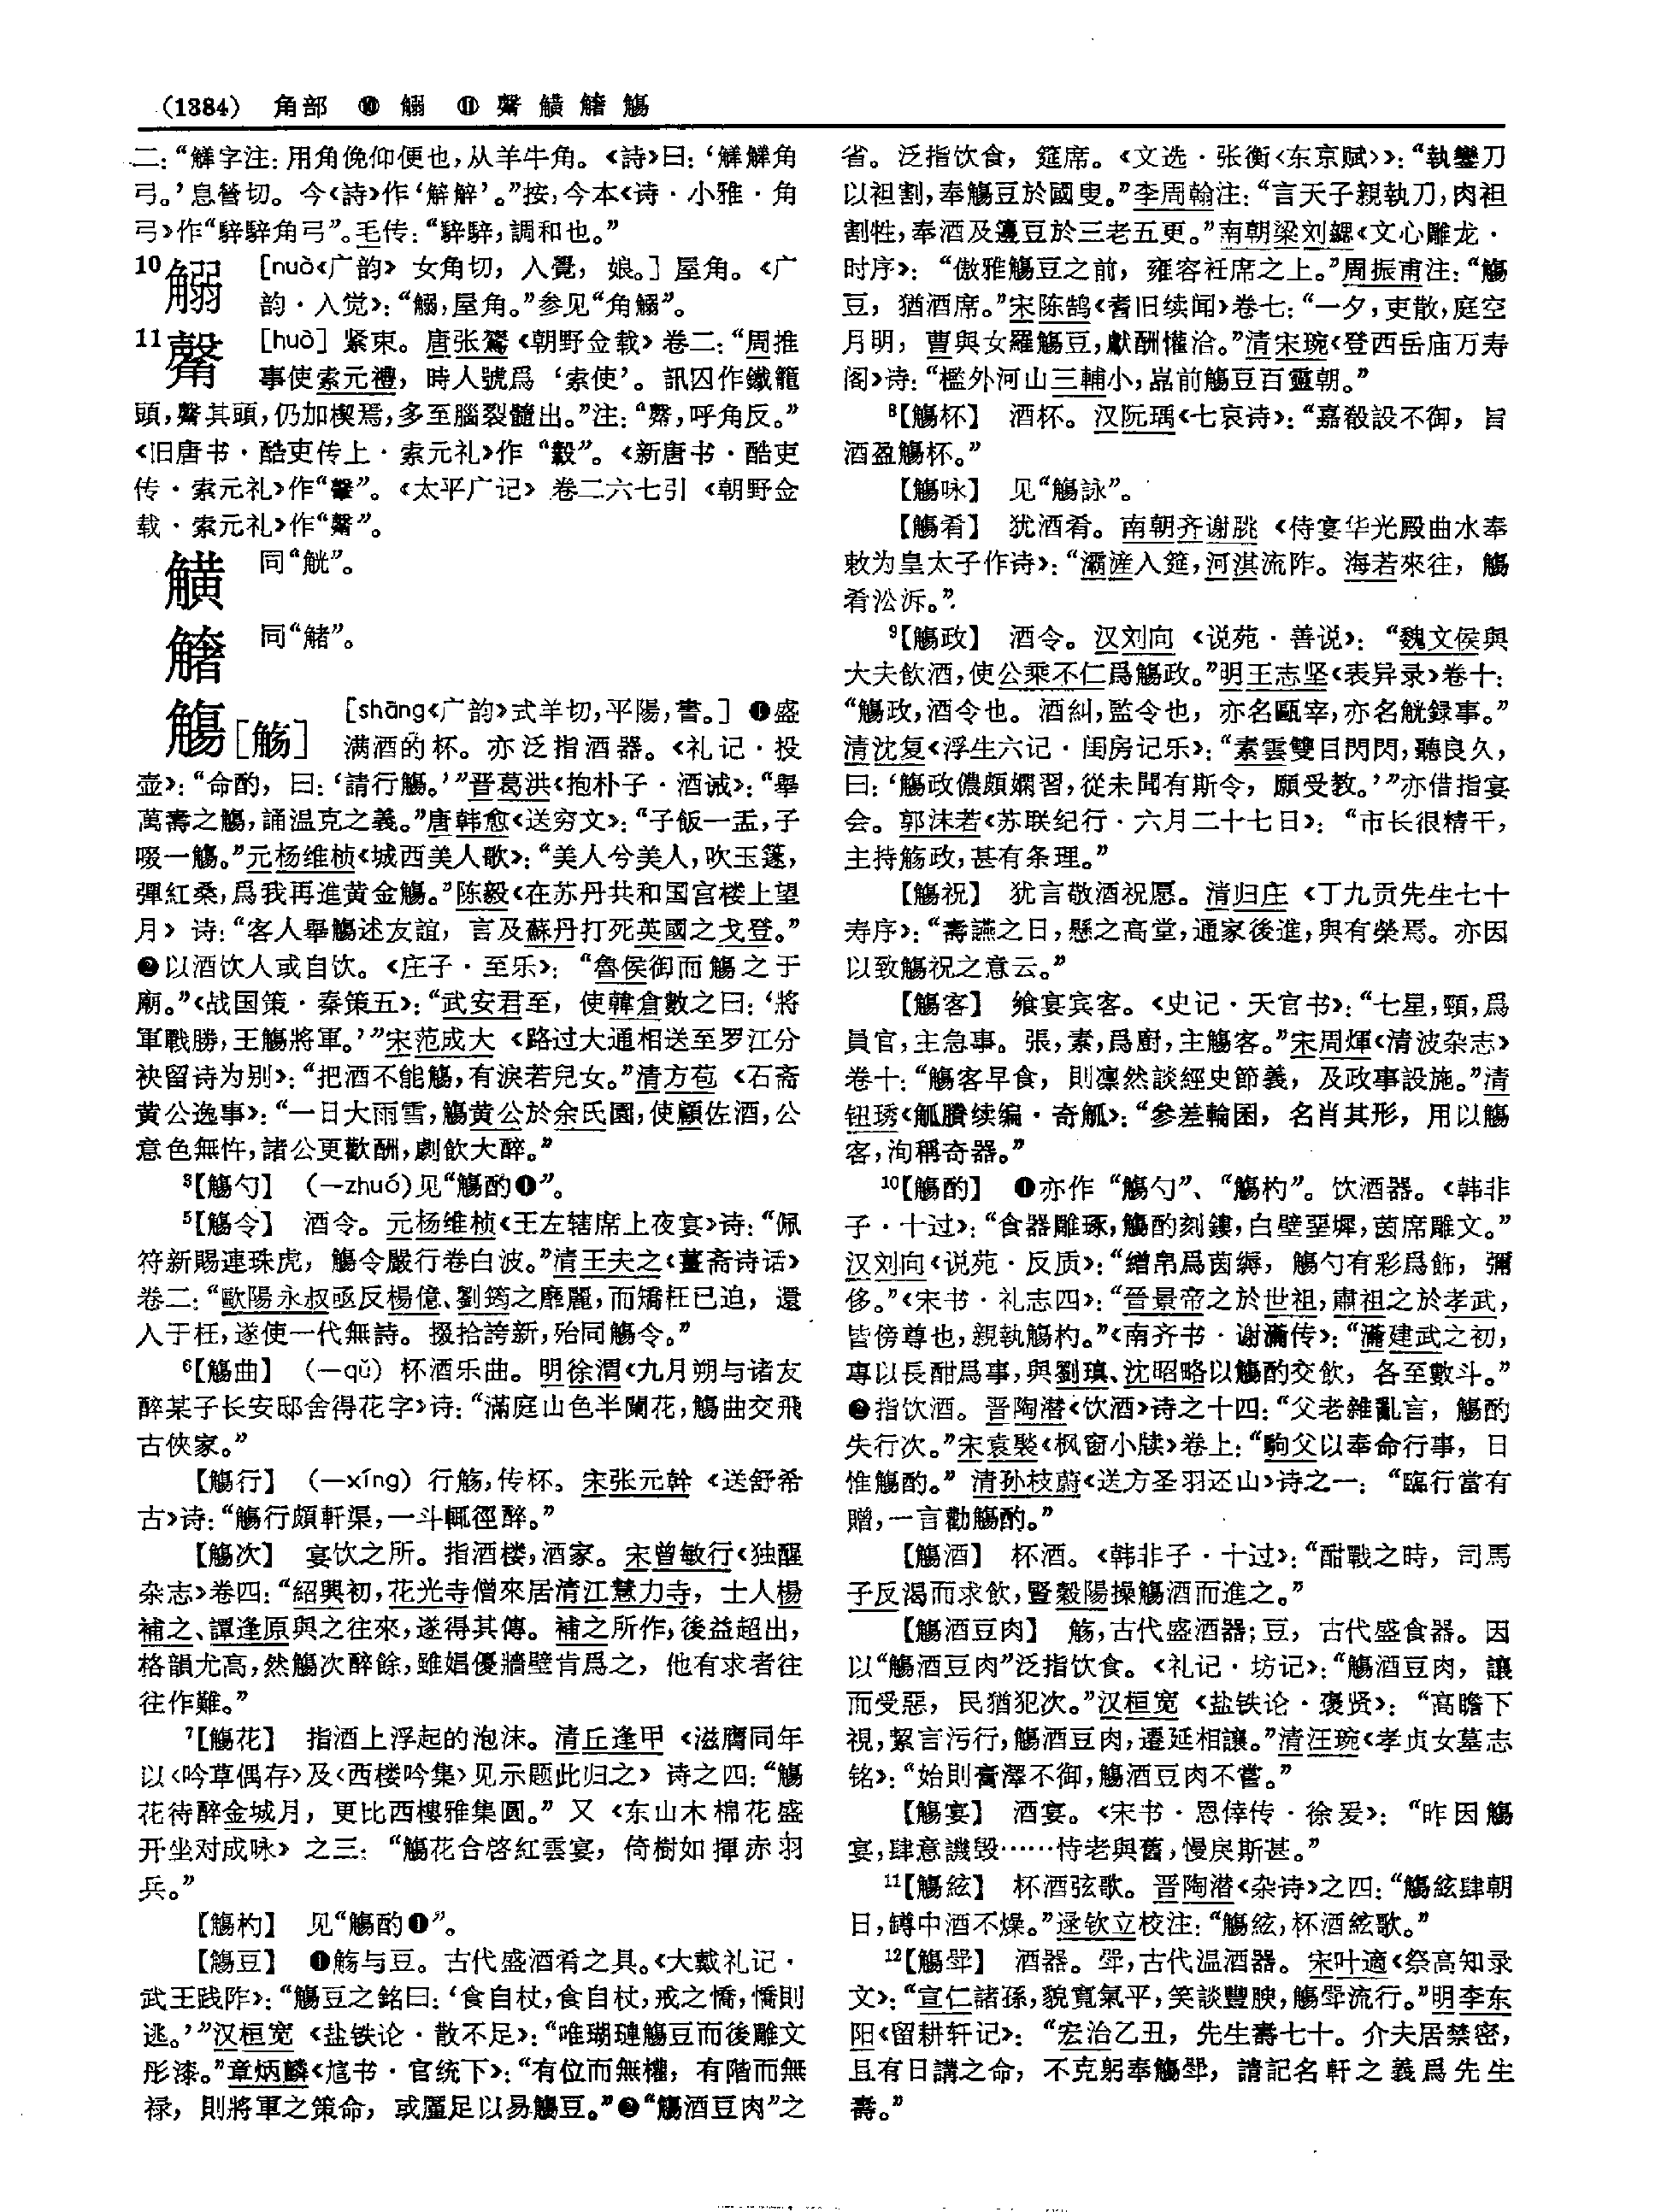 (1384) 角部 ❿ 䚥 ⓫ 觷 觵 䚪 觴
二：“觲字注：用角俛仰便也，从羊牛角。《詩》曰：‘觲觲角
弓。’息營切。今《詩》作‘觧觧’。”按，今本《诗·小雅·角
弓》作“騂騂角弓”。毛传：“騂騂，調和也。”
10䚥 [nuò《广韵》 女角切，入覺，娘。] 屋角。《广
韵·入觉》：“䚥，屋角。”参见“角䚥”。
11 [huò] 紧束。唐张鷟《朝野佥载》卷二：“周推
事使索元禮，時人號爲‘索使’。訊囚作鐵籠
頭，其頭，仍加楔焉，多至腦裂髓出。”注：“，呼角反。”
《旧唐书·酷吏传上·索元礼》作“”。《新唐书·酷吏
传·索元礼》作“”。《太平广记》卷二六七引《朝野佥
载·索元礼》作“”。
觵 同“觥”。
同“䚪”。
觴[觞] [shāng《广韵》式羊切，平陽，書。] ❶盛
满酒的杯。亦泛指酒器。《礼记·投
壶》：“命酌，曰：‘請行觴。’”晋葛洪《抱朴子·酒诫》：“舉
萬壽之觴，誦温克之義。”唐韩愈《送穷文》：“子飯一盂，子
啜一觴。”元杨维桢《城西美人歌》：“美人兮美人，吹玉篴，
彈紅桑，爲我再進黄金觴。”陈毅《在苏丹共和国宫楼上望
月》诗：“客人舉觴述友誼，言及蘇丹打死英國之戈登。”
❷以酒饮人或自饮。《庄子·至乐》：“魯侯御而觴之于
廟。”《战国策·秦策五》：“武安君至，使韓倉數之曰：‘將
軍戰勝，王觴將軍。’”宋范成大《路过大通相送至罗江分
袂留诗为别》：“把酒不能觴，有淚若兒女。”清方苞《石斋
黄公逸事》：“一日大雨雪，觴黄公於余氏園，使顧佐酒，公
意色無忤，諸公更歡酬，劇飲大醉。”
³【觴勺】 （—zhuó）见“觴酌❶”。
⁵【觴令】 酒令。元杨维桢《王左辖席上夜宴》诗：“佩
符新賜連珠虎，觴令嚴行卷白波。”清王夫之《薑斋诗话》
卷二：“歐陽永叔亟反楊億、劉筠之靡麗，而矯枉已迫，還
入于枉，遂使一代無詩。掇拾誇新，殆同觴令。”
⁶【觴曲】 （—qǔ）杯酒乐曲。明徐渭《九月朔与诸友
醉某子长安邸舍得花字》诗：“滿庭山色半闌花，觴曲交飛
古俠家。”
【觴行】 （—xíng）行觞，传杯。宋张元幹《送舒希
古》诗：“觴行頗軒渠，一斗輒徑醉。”
【觴次】 宴饮之所。指酒楼，酒家。宋曾敏行《独醒
杂志》卷四：“紹興初，花光寺僧來居清江慧力寺，士人楊
補之、譚逢原與之往來，遂得其傳。補之所作，後益超出，
格韻尤高，然觴次醉餘，雖娼優牆壁肯爲之，他有求者往
往作難。”
⁷【觴花】 指酒上浮起的泡沫。清丘逢甲《滋膺同年
以〈吟草偶存〉及〈西楼吟集〉见示题此归之》诗之四：“觴
花待醉金城月，更比西樓雅集圓。”又《东山木棉花盛
开坐对成咏》之三：“觴花合啓紅雲宴，倚樹如揮赤羽
兵。”
【觴杓】 见“觴酌❶”。
【觴豆】 ❶觞与豆。古代盛酒肴之具。《大戴礼记·
武王践阼》：“觴豆之銘曰：‘食自杖，食自杖，戒之憍，憍則
逃。’”汉桓宽《盐铁论·散不足》：“唯瑚璉觴豆而後雕文
彤漆。”章炳麟《訄书·官统下》：“有位而無權，有階而無
禄，則將軍之策命，或廑足以易觴豆。”❷“觴酒豆肉”之
省。泛指饮食，筵席。《文选·张衡〈东京赋〉》：“執鑾刀
以袒割，奉觴豆於國叟。”李周翰注：“言天子親執刀，肉袒
割牲，奉酒及籩豆於三老五更。”南朝梁刘勰《文心雕龙·
时序》：“傲雅觴豆之前，雍容衽席之上。”周振甫注：“觴
豆，猶酒席。”宋陈鹄《耆旧续闻》卷七：“一夕，吏散，庭空
月明，曹與女羅觴豆，獻酬懽洽。”清宋琬《登西岳庙万寿
阁》诗：“檻外河山三輔小，嵒前觴豆百靈朝。”
⁸【觴杯】 酒杯。汉阮瑀《七哀诗》：“嘉殽設不御，旨
酒盈觴杯。”
【觴咏】 见“觴詠”。
【觴肴】 犹酒肴。南朝齐谢朓《侍宴华光殿曲水奉
敕为皇太子作诗》：“灞滻入筵，河淇流阼。海若來往，觴
肴沿泝。”
⁹【觴政】 酒令。汉刘向《说苑·善说》：“魏文侯與
大夫飲酒，使公乘不仁爲觴政。”明王志坚《表异录》卷十：
“觴政，酒令也。酒糾，監令也，亦名甌宰，亦名觥録事。”
清沈复《浮生六记·闺房记乐》：“素雲雙目閃閃，聽良久，
曰：‘觴政儂頗嫻習，從未聞有斯令，願受教。’”亦借指宴
会。郭沫若《苏联纪行·六月二十七日》：“市长很精干，
主持觞政，甚有条理。”
【觴祝】 犹言敬酒祝愿。清归庄《丁九贡先生七十
寿序》：“壽讌之日，懸之高堂，通家後進，與有榮焉。亦因
以致觴祝之意云。”
【觴客】 飨宴宾客。《史记·天官书》：“七星，頸，爲
員官，主急事。張，素，爲廚，主觴客。”宋周煇《清波杂志》
卷十：“觴客早食，則凛然談經史節義，及政事設施。”清
钮琇《觚賸续编·奇觚》：“參差輪囷，名肖其形，用以觴
客，洵稱奇器。”
¹⁰【觴酌】 ❶亦作“觴勺”、“觴杓”。饮酒器。《韩非
子·十过》：“食器雕琢，觴酌刻鏤，白壁堊墀，茵席雕文。”
汉刘向《说苑·反质》：“繒帛爲茵褥，觴勺有彩爲飾，彌
侈。”《宋书·礼志四》：“晉景帝之於世祖，肅祖之於孝武，
皆傍尊也，親執觴杓。”《南齐书·谢瀹传》：“瀹建武之初，
專以長酣爲事，與劉瑱、沈昭略以觴酌交飲，各至數斗。”
❷指饮酒。晋陶潜《饮酒》诗之十四：“父老雜亂言，觴酌
失行次。”宋袁褧《枫窗小牍》卷上：“駒父以奉命行事，日
惟觴酌。”清孙枝蔚《送方圣羽还山》诗之一：“臨行當有
贈，一言勸觴酌。”
【觴酒】 杯酒。《韩非子·十过》：“酣戰之時，司馬
子反渴而求飲，豎穀陽操觴酒而進之。”
【觴酒豆肉】 觞，古代盛酒器；豆，古代盛食器。因
以“觴酒豆肉”泛指饮食。《礼记·坊记》：“觴酒豆肉，讓
而受惡，民猶犯次。”汉桓宽《盐铁论·褒贤》：“高瞻下
視，絜言污行，觴酒豆肉，遷延相讓。”清汪琬《孝贞女墓志
铭》：“始則膏澤不御，觴酒豆肉不嘗。”
【觴宴】 酒宴。《宋书·恩倖传·徐爰》：“昨因觴
宴，肆意譏毁……恃老與舊，慢戾斯甚。”
¹¹【觴絃】 杯酒弦歌。晋陶潜《杂诗》之四：“觴絃肆朝
日，罇中酒不燥。”逯钦立校注：“觴絃，杯酒絃歌。”
¹²【觴斝】 酒器。斝，古代温酒器。宋叶適《祭高知录
文》：“宣仁諸孫，貌寬氣平，笑談豐腴，觴斝流行。”明李东
阳《留耕轩记》：“宏治乙丑，先生壽七十。介夫居禁密，
且有日講之命，不克躬奉觴斝，請記名軒之義爲先生
壽。”